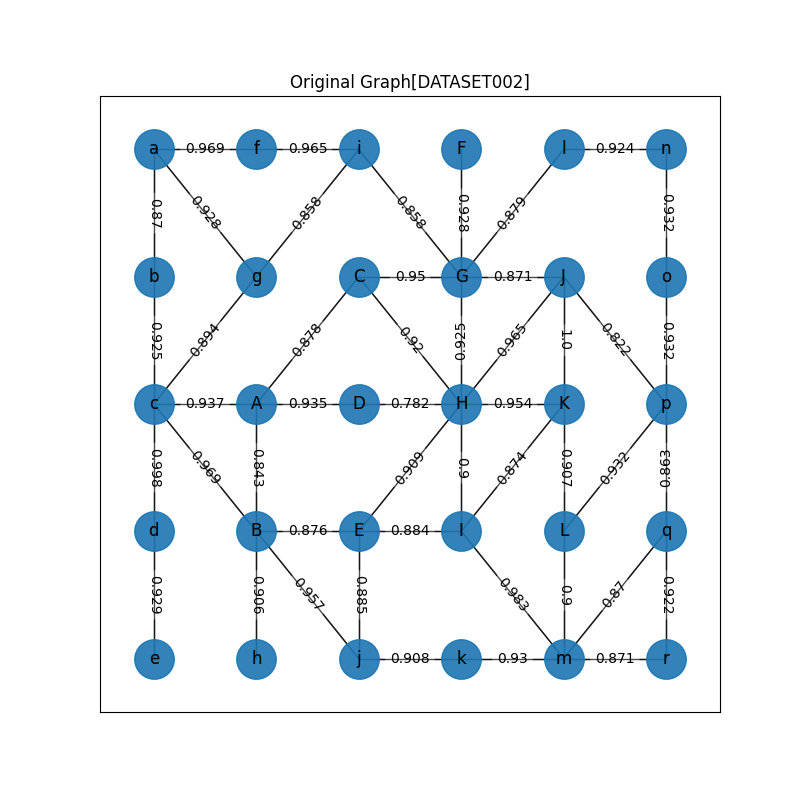 Original Graph[DATASET002]
a 0.969 f 0.965 i F l 0.924 n
0.87 0.928 0.858 0.858 0.928 0.879 0.932
b g C 0.95 G 0.871 J o
0.925 0.894 0.878 0.92 0.925 0.965 1.0 0.822 0.932
c 0.937 A 0.935 D 0.782 H 0.954 K p
0.998 0.969 0.843 0.909 0.9 0.874 0.907 0.932 0.863
d B 0.876 E 0.884 I L q
0.929 0.906 0.957 0.885 0.983 0.9 0.87 0.922
e h j 0.908 k 0.93 m 0.871 r